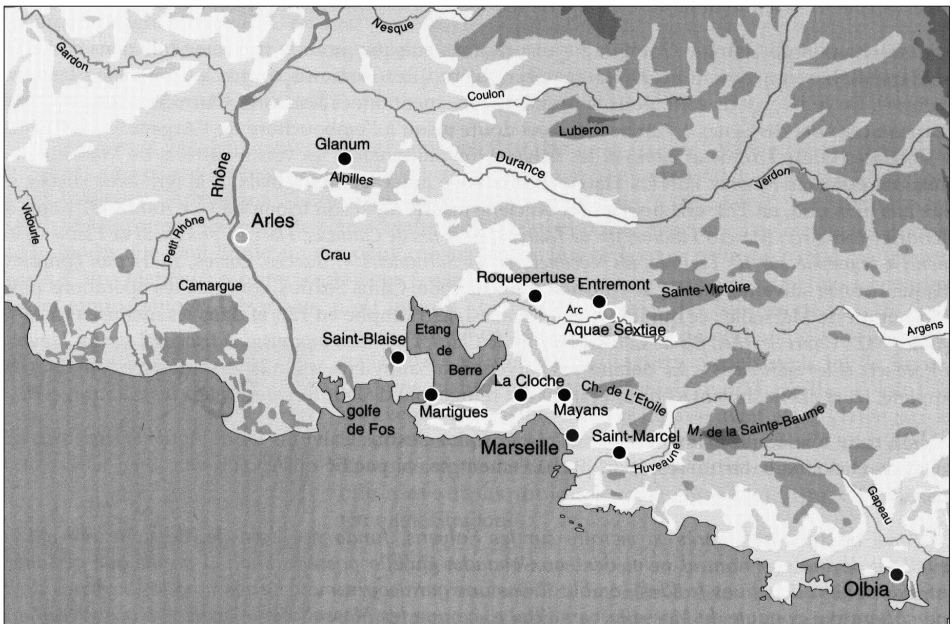 Nesque
Gardon
Coulon
Luberon
Glanum
Alpilles
Durance
Rhône
Verdon
Vidourle
Petit Rhône
Arles
Crau
Camargue
Roquepertuse
Entremont
Sainte-Victoire
Arc
Aquae Sextiae
Argens
Saint-Blaise
Etang
de
Berre
La Cloche
Ch. de L'Etoile
Martigues
Mayans
golfe
de Fos
Marseille
Saint-Marcel
M. de la Sainte-Baume
Huveaune
Gapeau
Olbia